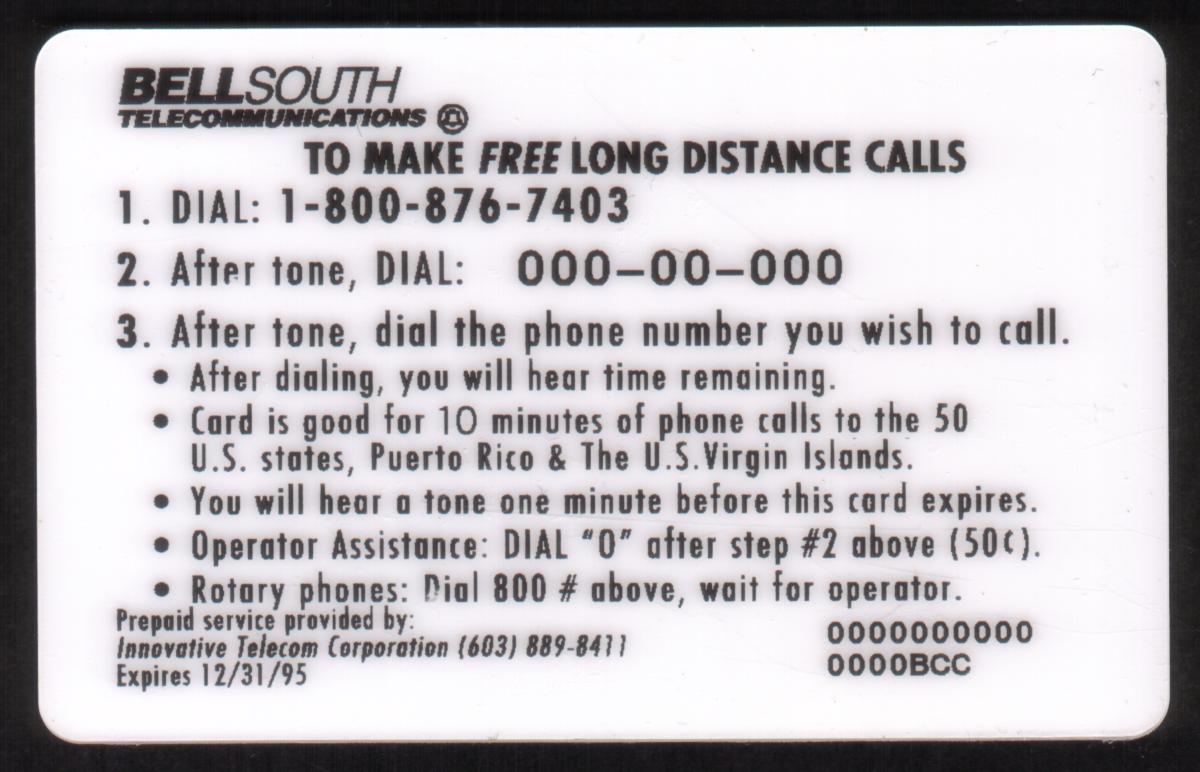 BELLSOUTH
TELECOMMUNICATIONS
TO MAKE FREE LONG DISTANCE CALLS
1. DIAL: 1-800-876-7403
2. After tone, DIAL: 000-00-000
3. After tone, dial the phone number you wish to call.
• After dialing, you will hear time remaining.
• Card is good for 10 minutes of phone calls to the 50
U.S. states, Puerto Rico & The U.S.Virgin Islands.
• You will hear a tone one minute before this card expires.
• Operator Assistance: DIAL "0" after step #2 above (50¢).
• Rotary phones: Dial 800 # above, wait for operator.
Prepaid service provided by:
Innovative Telecom Corporation (603) 889-8411
Expires 12/31/95
0000000000
0000BCC